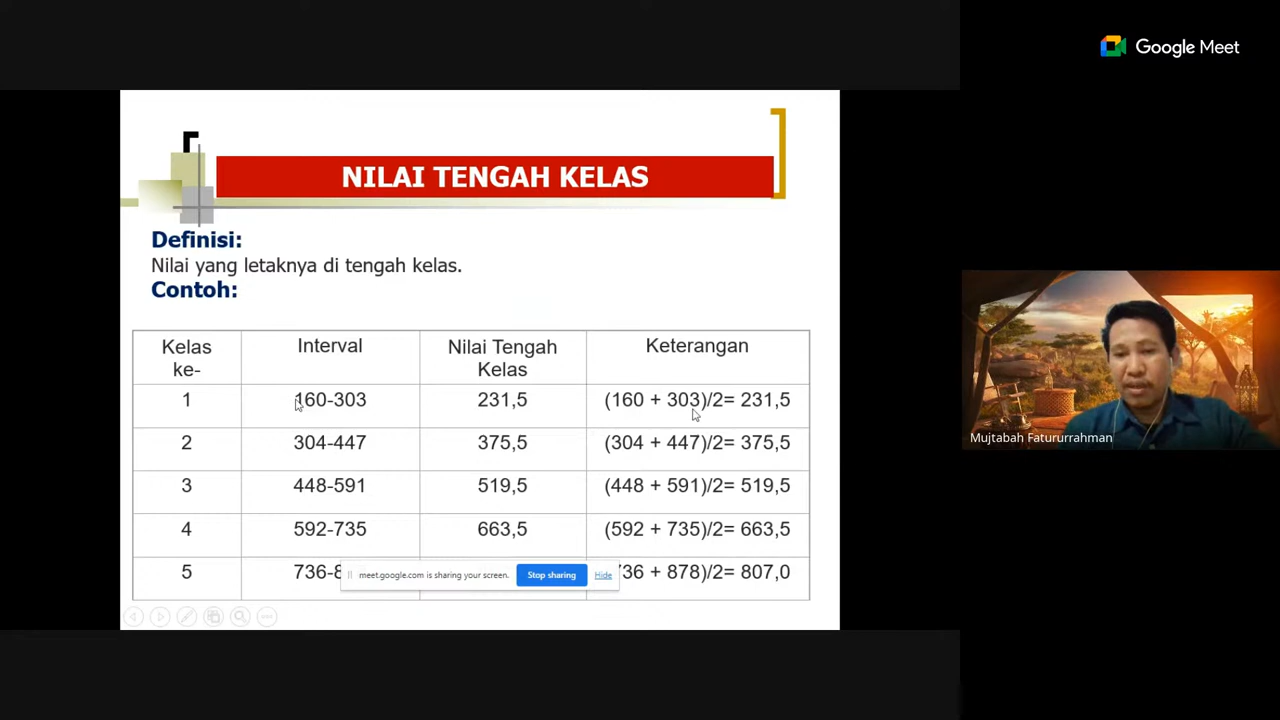 Google Meet
NILAI TENGAH KELAS
Definisi:
Nilai yang letaknya di tengah kelas.
Contoh:
Kelas ke- Interval Nilai Tengah Kelas Keterangan
1 160-303 231,5 (160 + 303)/2= 231,5
2 304-447 375,5 (304 + 447)/2= 375,5
3 448-591 519,5 (448 + 591)/2= 519,5
4 592-735 663,5 (592 + 735)/2= 663,5
5 736-8 736 + 878)/2= 807,0
meet.google.com is sharing your screen. Stop sharing Hide
Mujtabah Fatururrahman